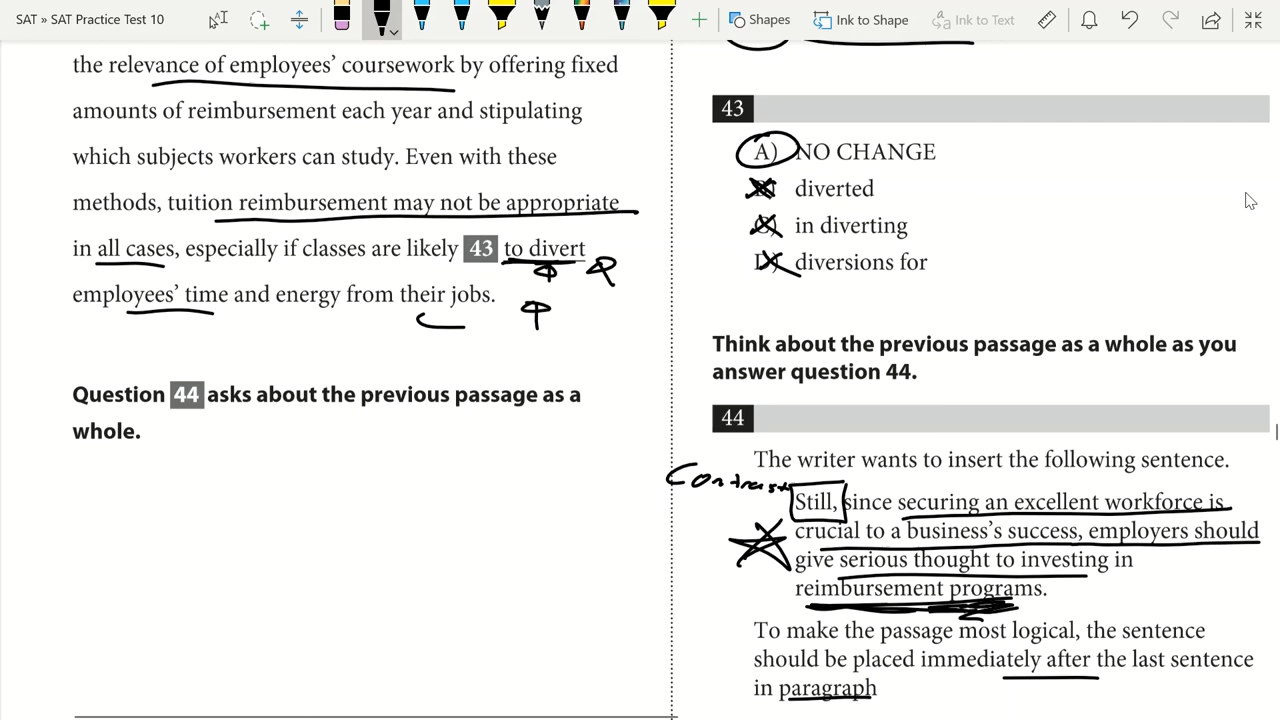 SAT » SAT Practice Test 10
Shapes
Ink to Shape
Ink to Text
the relevance of employees’ coursework by offering fixed
amounts of reimbursement each year and stipulating
which subjects workers can study. Even with these
methods, tuition reimbursement may not be appropriate
in all cases, especially if classes are likely 43 to divert
employees’ time and energy from their jobs.
Question 44 asks about the previous passage as a
whole.
43
A) NO CHANGE
B) diverted
C) in diverting
D) diversions for
Think about the previous passage as a whole as you
answer question 44.
44
The writer wants to insert the following sentence.
Contrast
Still, since securing an excellent workforce is
crucial to a business’s success, employers should
give serious thought to investing in
reimbursement programs.
To make the passage most logical, the sentence
should be placed immediately after the last sentence
in paragraph